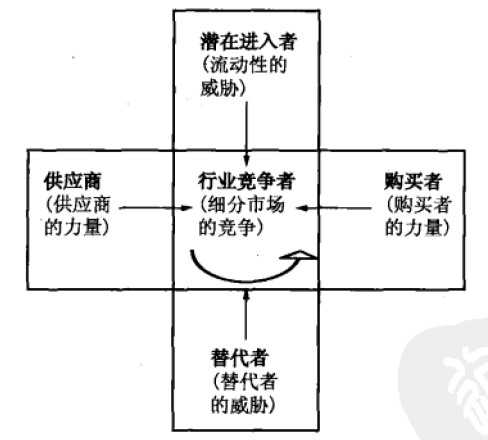 潜在进入者
(流动性的
威胁)
供应商
(供应商
的力量)
行业竞争者
(细分市场
的竞争)
购买者
(购买者
的力量)
替代者
(替代者
的威胁)